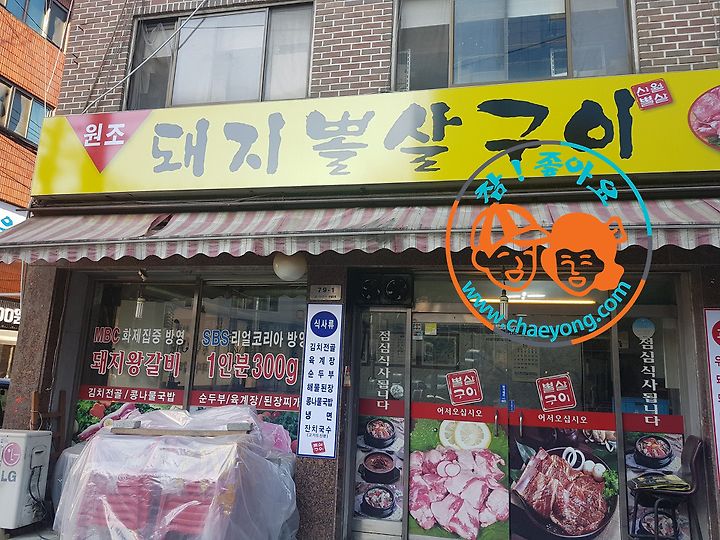 원조
돼지뽈살구이
신월
뽈살
참!좋아요
www.chaeyong.com
79-1
MBC 화제집중 방영
돼지왕갈비
김치전골 / 콩나물국밥
SBS 리얼코리아 방영
1인분300g
순두부/육계장/된장찌개
식사류
김치전골
육계장
순두부
해물된장
콩나물국밥
냉면
잔치국수
점심식사됩니다
뽈살
구이
어서오십시오
뽈살
구이
어서오십시오
점심식사됩니다
LG